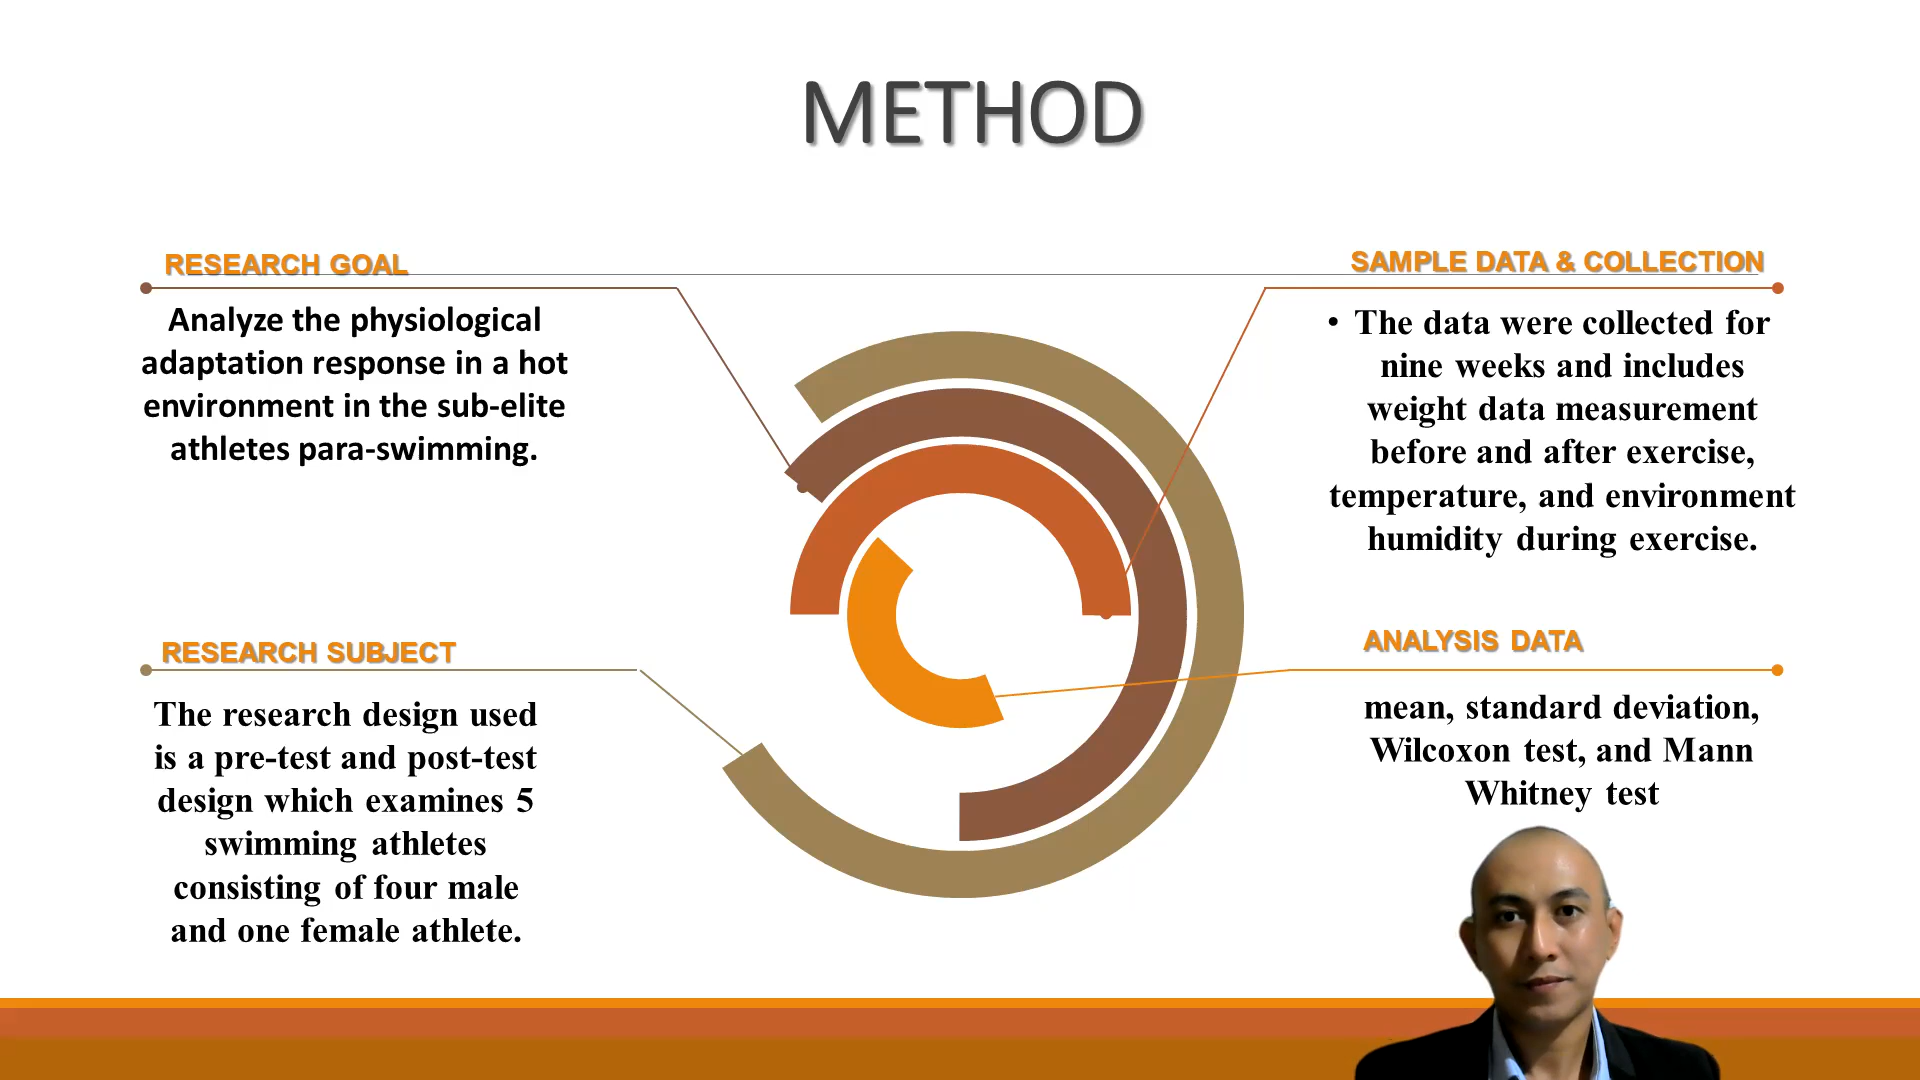 METHOD
RESEARCH GOAL
Analyze the physiological
adaptation response in a hot
environment in the sub-elite
athletes para-swimming.
SAMPLE DATA & COLLECTION
• The data were collected for
nine weeks and includes
weight data measurement
before and after exercise,
temperature, and environment
humidity during exercise.
RESEARCH SUBJECT
The research design used
is a pre-test and post-test
design which examines 5
swimming athletes
consisting of four male
and one female athlete.
ANALYSIS DATA
mean, standard deviation,
Wilcoxon test, and Mann
Whitney test